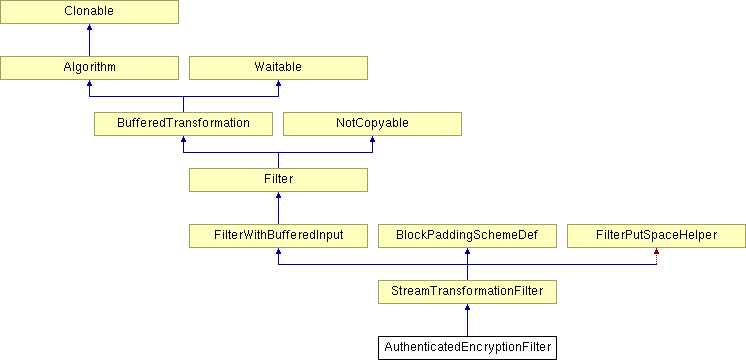 Clonable
Algorithm
Waitable
BufferedTransformation
NotCopyable
Filter
FilterWithBufferedInput
BlockPaddingSchemeDef
FilterPutSpaceHelper
StreamTransformationFilter
AuthenticatedEncryptionFilter